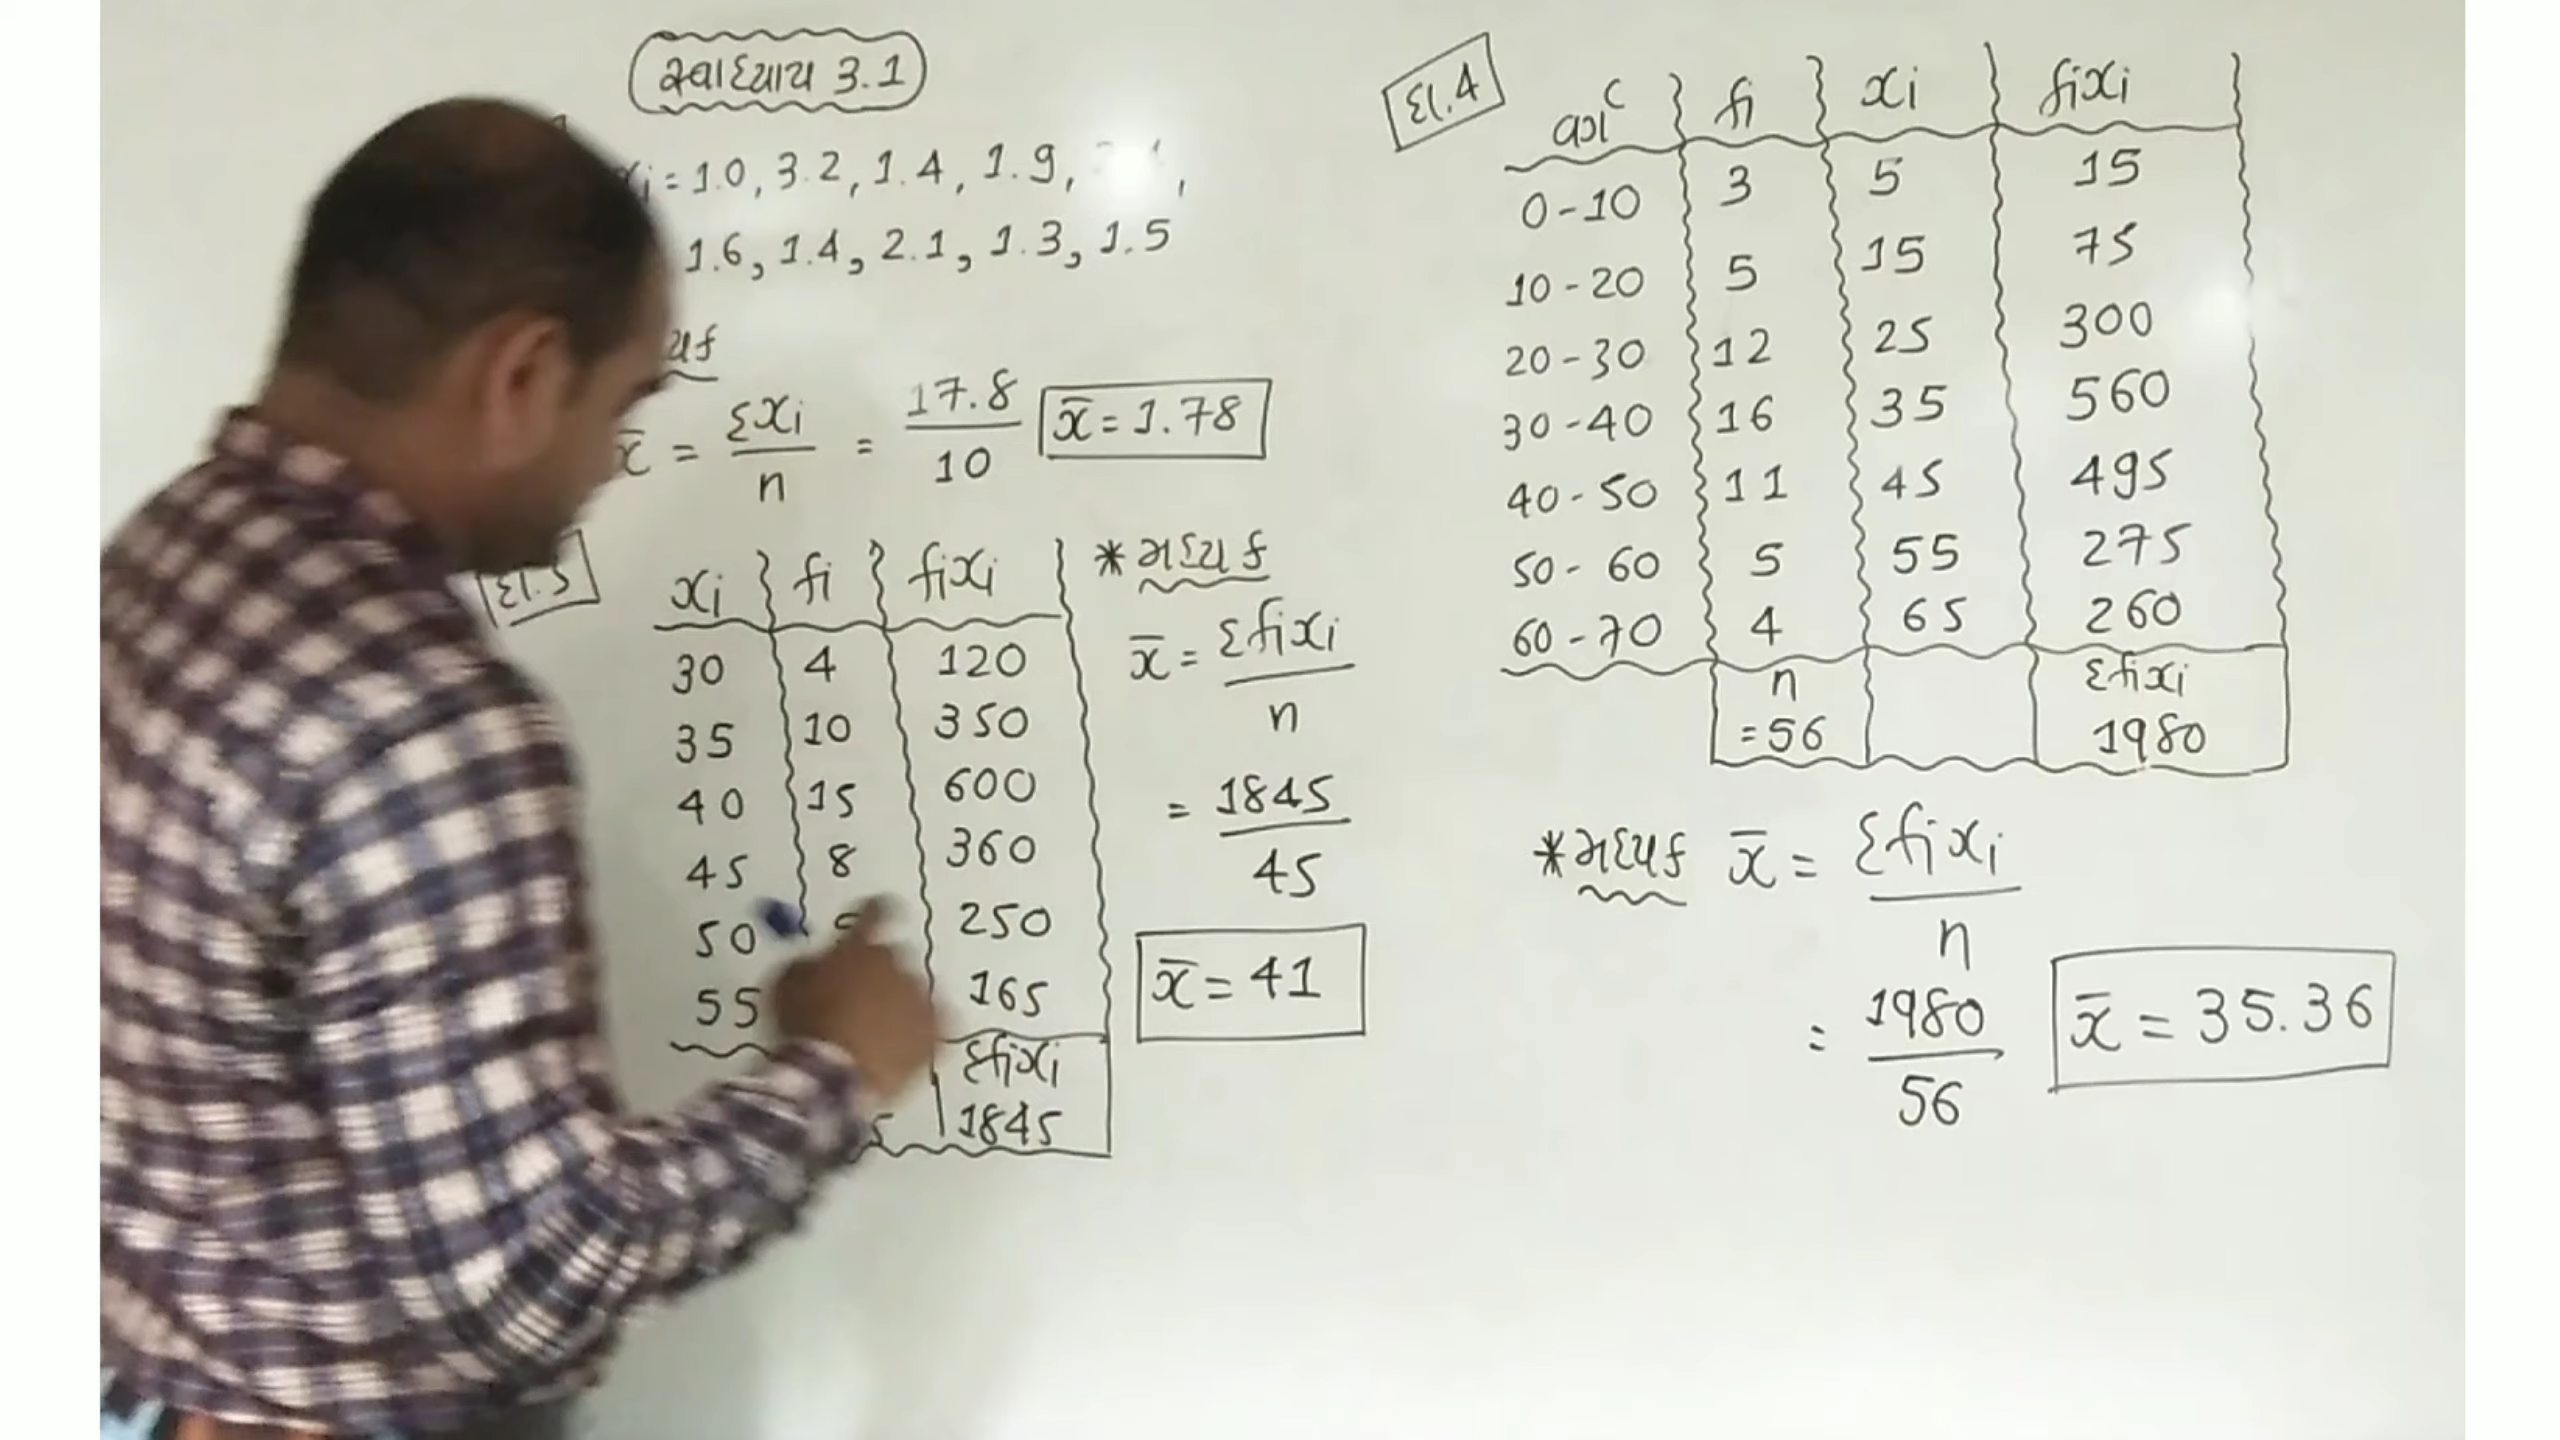 સ્વાધ્યાય 3.1
xi = 1.0, 3.2, 1.4, 1.9,
1.6, 1.4, 2.1, 1.3, 1.5
x̄ = Σxi / n = 17.8 / 10
x̄ = 1.78
દા.3
xi fi fixi
30 4 120
35 10 350
40 15 600
45 8 360
50 250
55 165
Σfixi
1845
*મધ્યક
x̄ = Σfixi / n
= 1845 / 45
x̄ = 41
દા.4
વર્ગ fi xi fixi
0-10 3 5 15
10-20 5 15 75
20-30 12 25 300
30-40 16 35 560
40-50 11 45 495
50-60 5 55 275
60-70 4 65 260
n Σfixi
=56 1980
*મધ્યક x̄ = Σfixi / n
= 1980 / 56
x̄ = 35.36